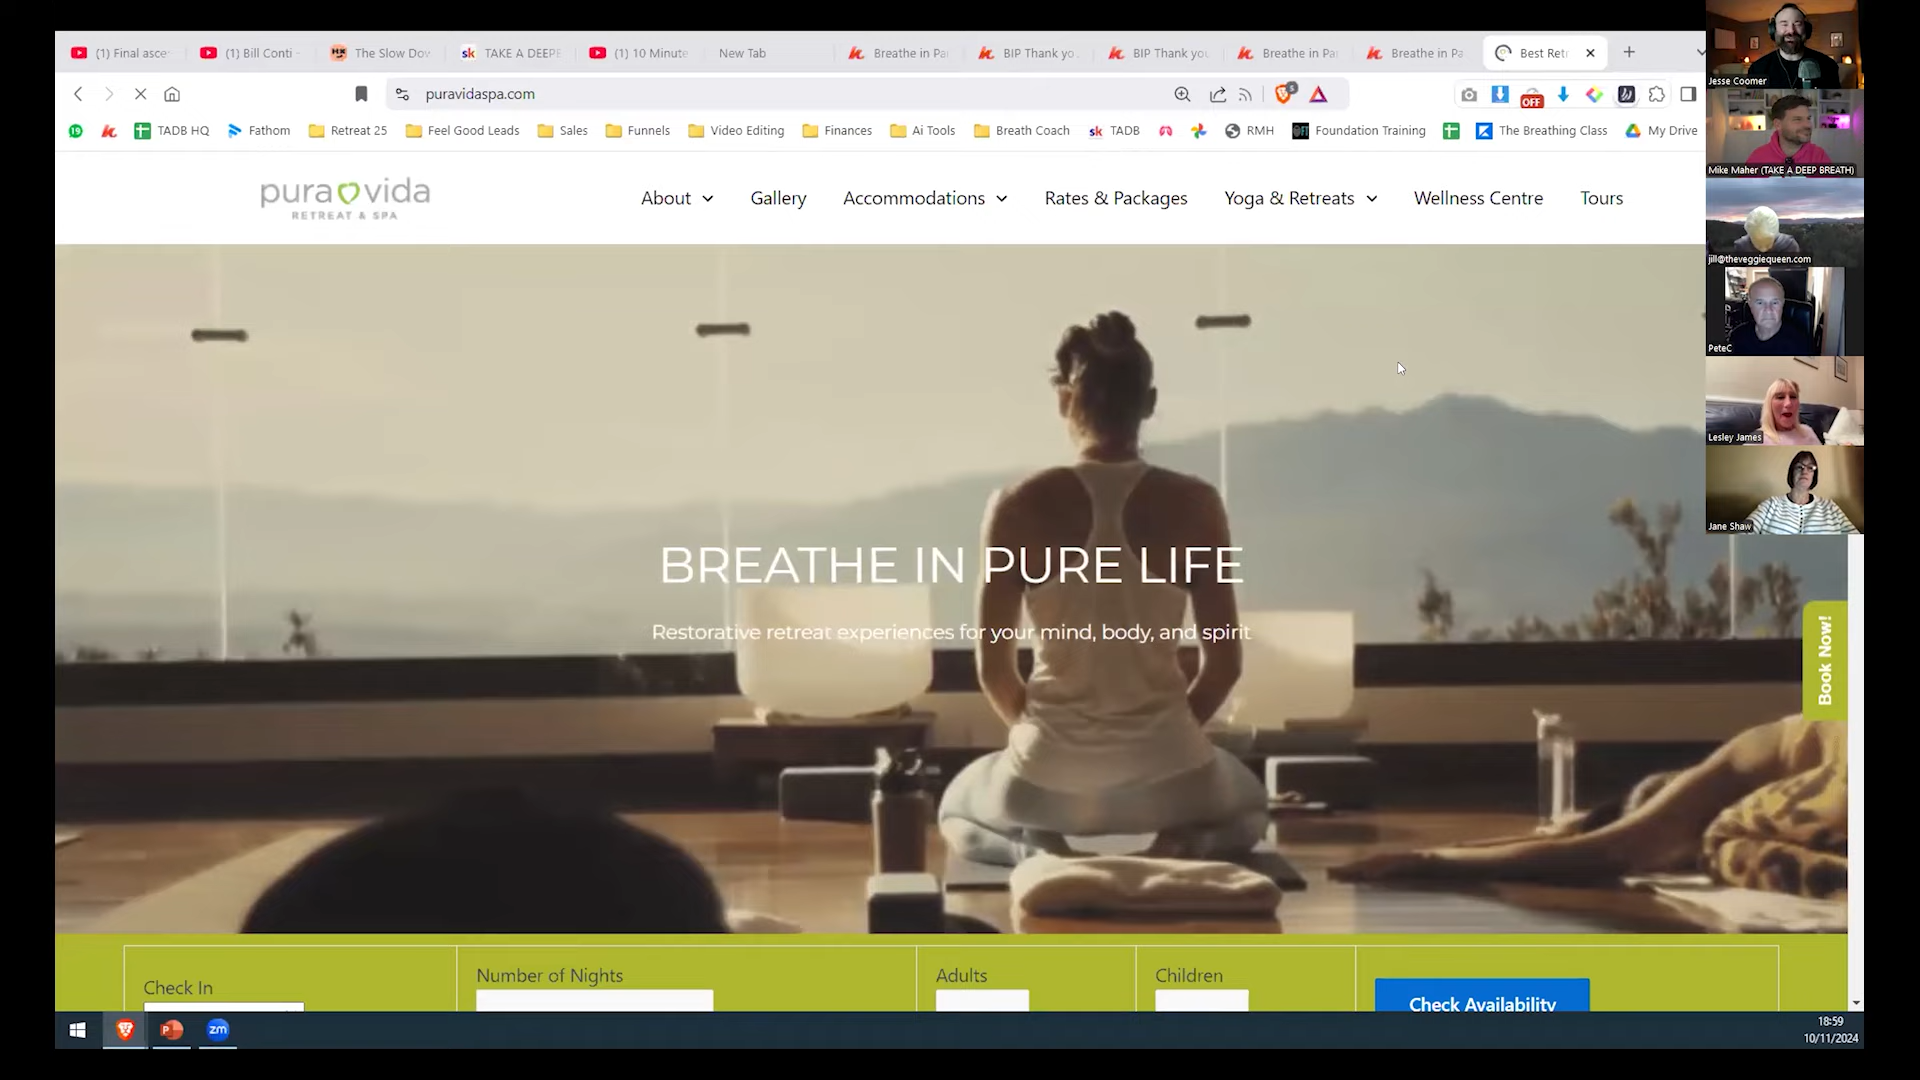 (1) Final asce
(1) Bill Conti -
The Slow Dov
TAKE A DEEPE
(1) 10 Minute
New Tab
Breathe in Pa
BIP Thank yo
BIP Thank you
Breathe in Pa
Breathe in Pa
Best Retr
puravidaspa.com
5
OFF
19
TADB HQ
Fathom
Retreat 25
Feel Good Leads
Sales
Funnels
Video Editing
Finances
Ai Tools
Breath Coach
sk TADB
RMH
Foundation Training
The Breathing Class
My Drive
pura vida
RETREAT & SPA
About
Gallery
Accommodations
Rates & Packages
Yoga & Retreats
Wellness Centre
Tours
BREATHE IN PURE LIFE
Restorative retreat experiences for your mind, body, and spirit
Book Now!
Check In
Number of Nights
Adults
Children
Check Availability
Jesse Coomer
Mike Maher (TAKE A DEEP BREATH)
jill@theveggiequeen.com
PeteC
Lesley James
Jane Shaw
zm
18:59
10/11/2024